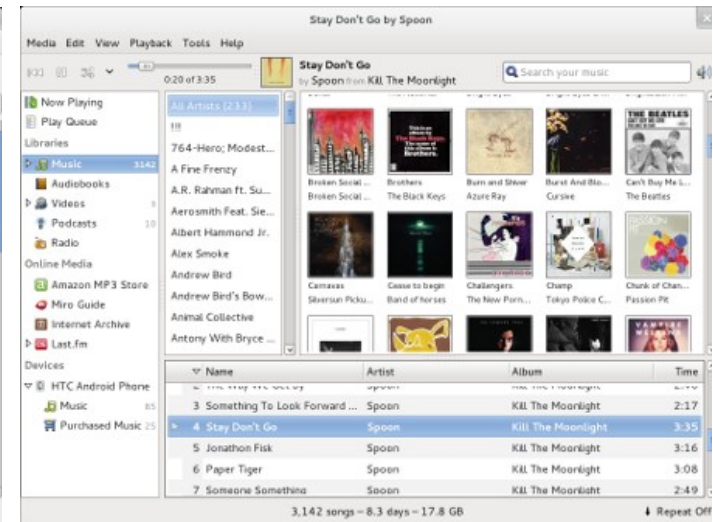 Stay Don't Go by Spoon
Media Edit View Playback Tools Help
0:20 of 3:35
Stay Don't Go
by Spoon from Kill The Moonlight
Search your music
Now Playing
Play Queue
Libraries
Music 3142
Audiobooks
Videos
Podcasts 10
Radio
Online Media
Amazon MP3 Store
Miro Guide
Internet Archive
Last.fm
Devices
HTC Android Phone
Music 85
Purchased Music 25
All Artists (233)
!!!
764-Hero; Modest...
A Fine Frenzy
A.R. Rahman ft. Su...
Aerosmith Feat. Sie...
Albert Hammond Jr.
Alex Smoke
Andrew Bird
Andrew Bird's Bow...
Animal Collective
Antony With Bryce ...
THE BEATLES
Broken Social ...
Broken Social ...
Brothers
The Black Keys
Burn and Shiver
Azure Ray
Burst And Blo...
Cursive
Can't Buy Me L...
The Beatles
PASSION PIT
Carnavas
Silversun Picku...
Cease to begin
Band of horses
Challengers
The New Porn...
Champ
Tokyo Police C...
Chunk of Chan...
Passion Pit
VAMPIRE
Name Artist Album Time
3 Something To Look Forward ... Spoon Kill The Moonlight 2:17
4 Stay Don't Go Spoon Kill The Moonlight 3:35
5 Jonathon Fisk Spoon Kill The Moonlight 3:16
6 Paper Tiger Spoon Kill The Moonlight 3:08
7 Someone Something Spoon Kill The Moonlight 2:49
3,142 songs – 8.3 days – 17.8 GB
Repeat Off